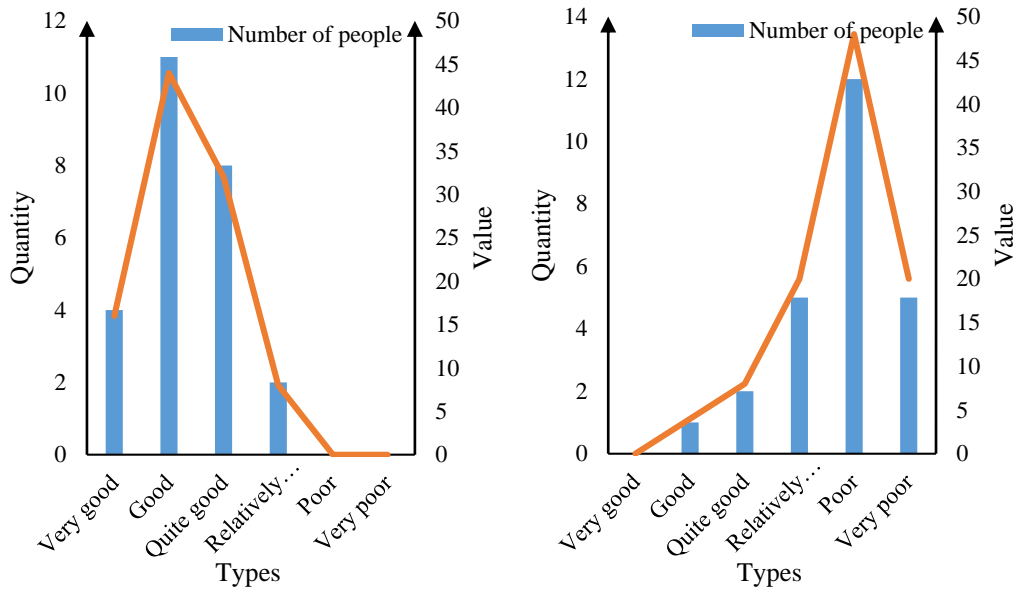 12
10
8
6
4
2
0
Quantity
Number of people
50
45
40
35
30
25
20
15
10
5
0
Value
Very good
Good
Quite good
Relatively…
Poor
Very poor
Types
14
12
10
8
6
4
2
0
Quantity
Number of people
50
45
40
35
30
25
20
15
10
5
0
Value
Very good
Good
Quite good
Relatively…
Poor
Very poor
Types